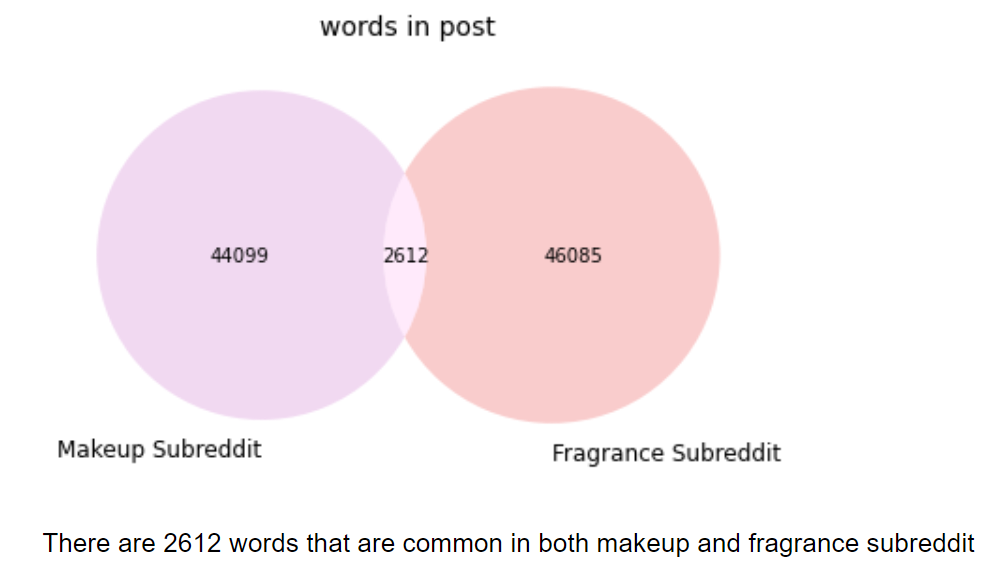 words in post
44099
2612
46085
Makeup Subreddit
Fragrance Subreddit
There are 2612 words that are common in both makeup and fragrance subreddit